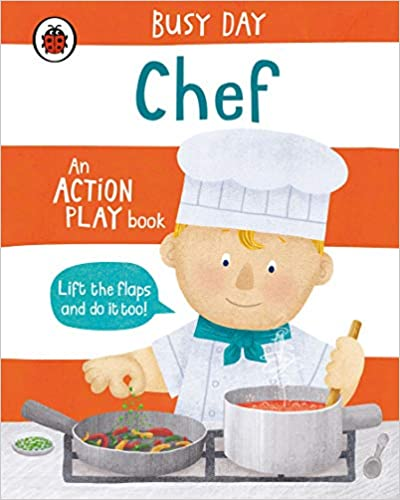 BUSY DAY
Chef
An
ACTION
PLAY book
Lift the flaps
and do it too!